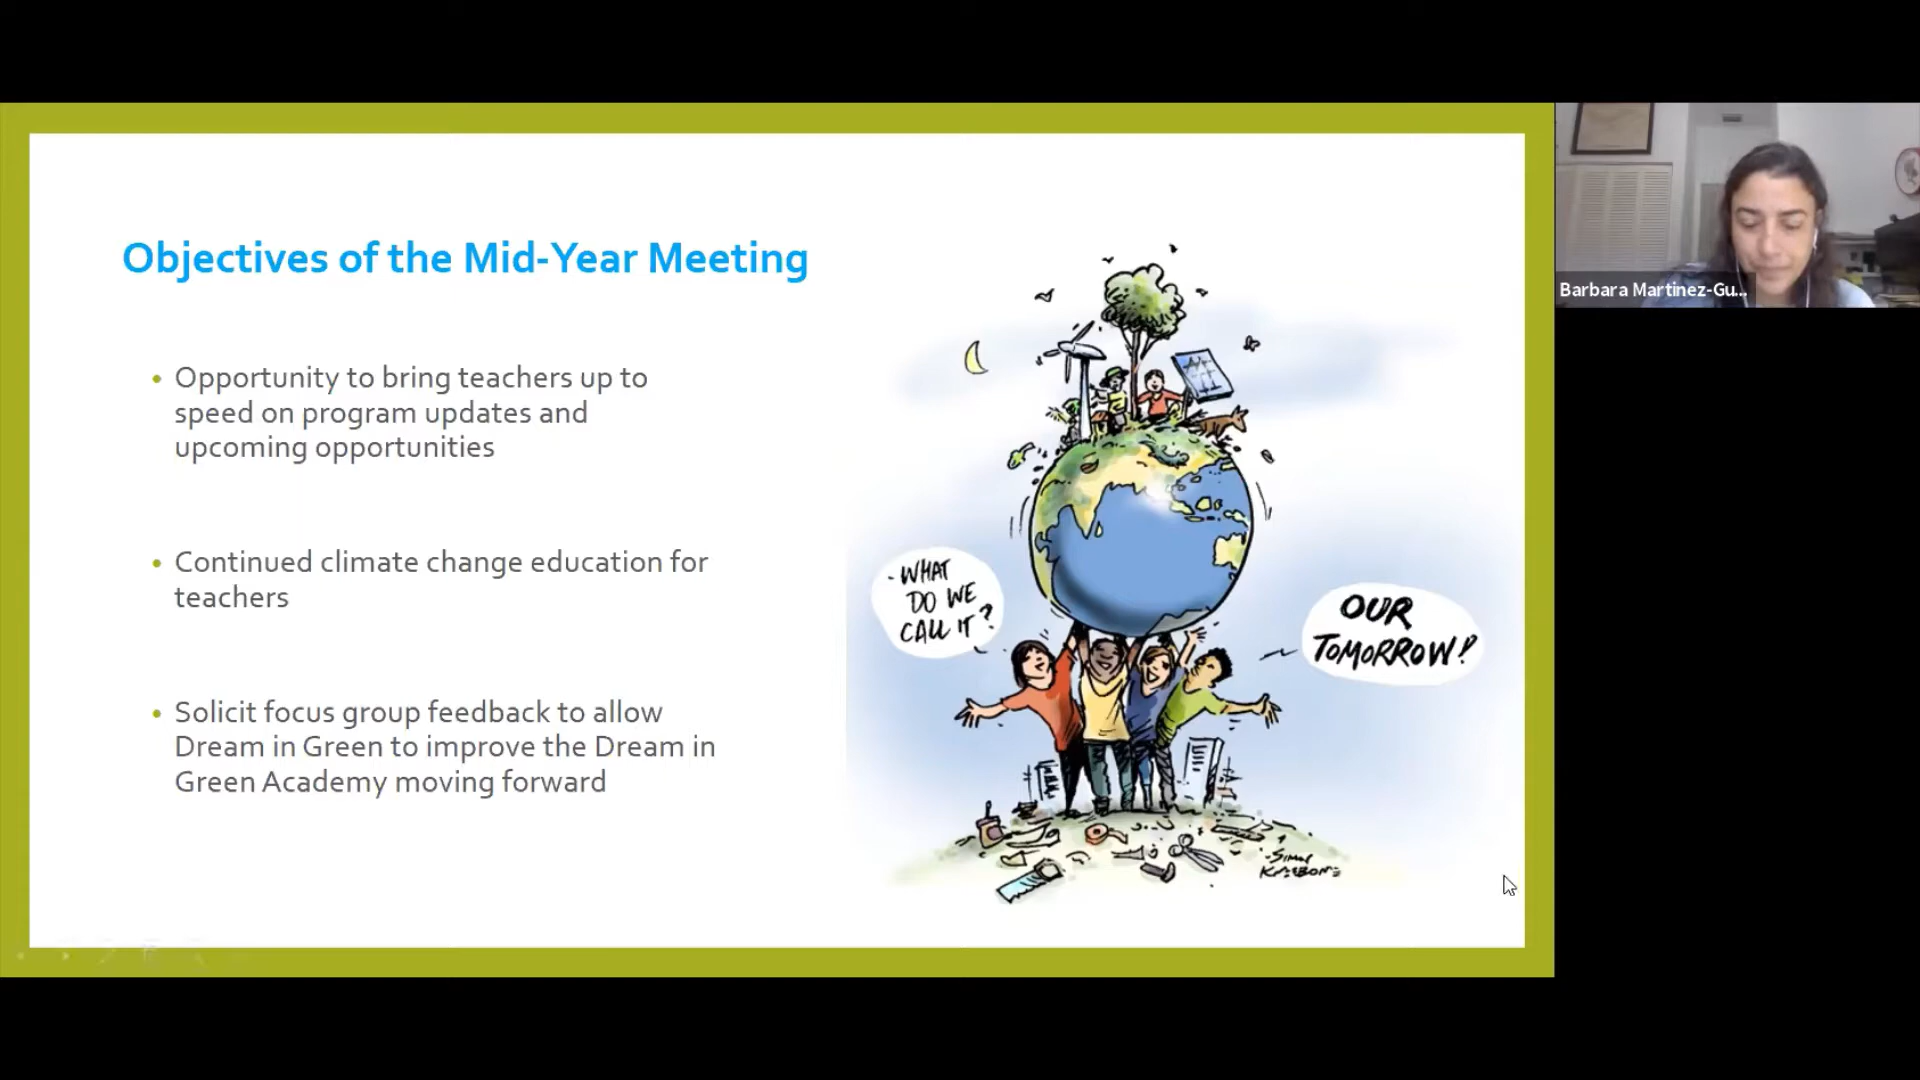 Objectives of the Mid-Year Meeting
• Opportunity to bring teachers up to
speed on program updates and
upcoming opportunities
• Continued climate change education for
teachers
• Solicit focus group feedback to allow
Dream in Green to improve the Dream in
Green Academy moving forward
-WHAT
DO WE
CALL IT?
OUR
TOMORROW!
Barbara Martinez-Gu...